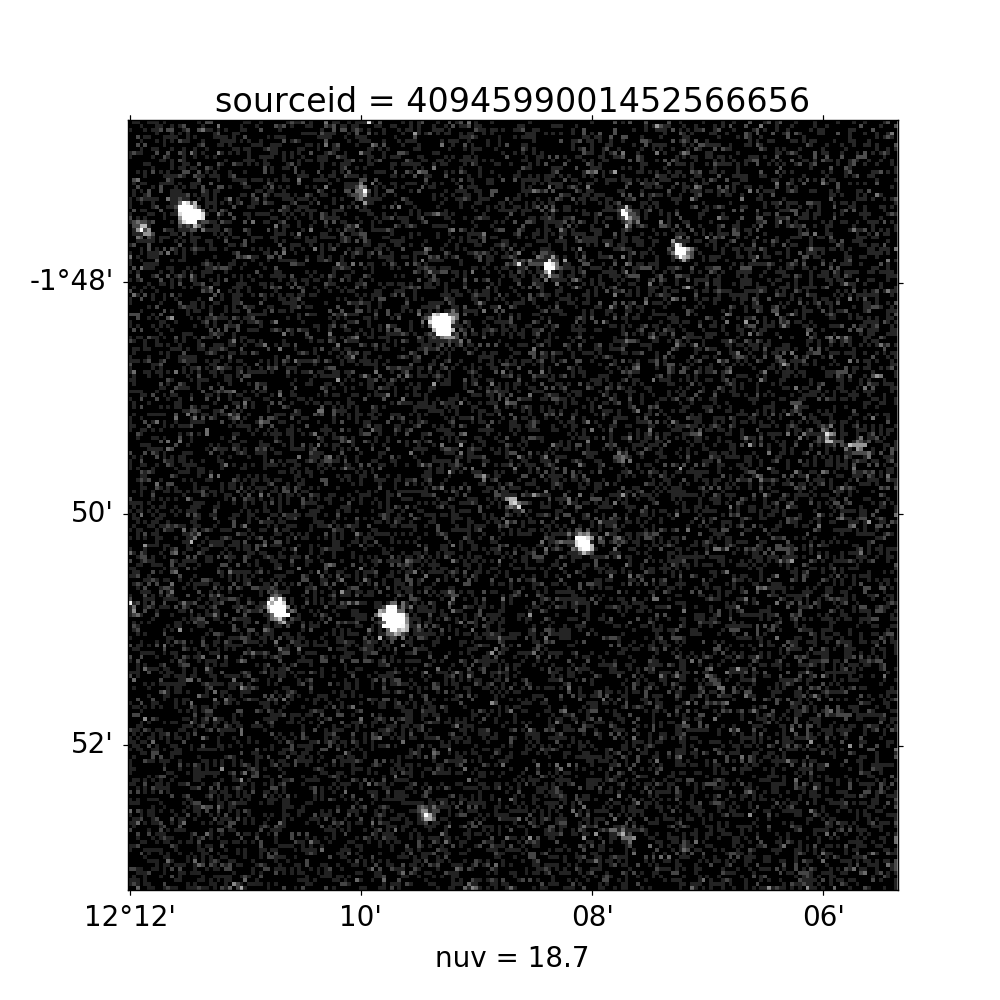 sourceid = 4094599001452566656
-1°48'
50'
52'
12°12' 10' 08' 06'
nuv = 18.7